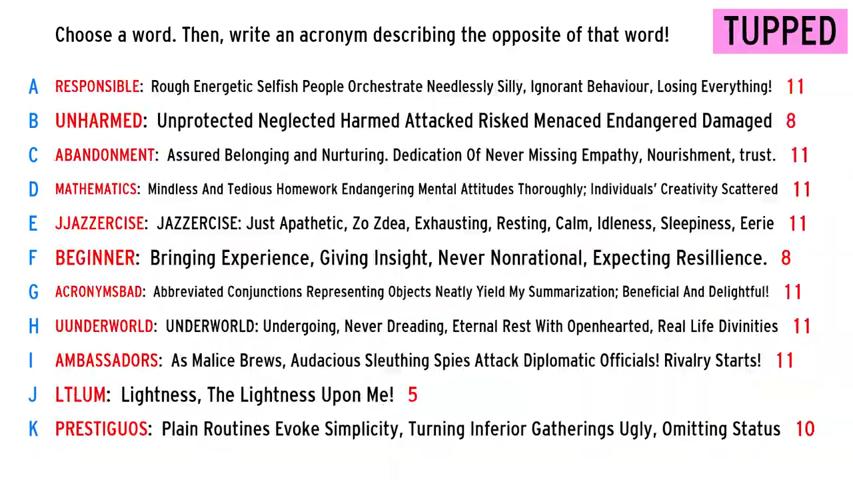 Choose a word. Then, write an acronym describing the opposite of that word!
TUPPED
A RESPONSIBLE: Rough Energetic Selfish People Orchestrate Needlessly Silly, Ignorant Behaviour, Losing Everything! 11
B UNHARMED: Unprotected Neglected Harmed Attacked Risked Menaced Endangered Damaged 8
C ABANDONMENT: Assured Belonging and Nurturing. Dedication Of Never Missing Empathy, Nourishment, trust. 11
D MATHEMATICS: Mindless And Tedious Homework Endangering Mental Attitudes Thoroughly; Individuals' Creativity Scattered 11
E JJAZZERCISE: JAZZERCISE: Just Apathetic, Zo Zdea, Exhausting, Resting, Calm, Idleness, Sleepiness, Eerie 11
F BEGINNER: Bringing Experience, Giving Insight, Never Nonrational, Expecting Resillience. 8
G ACRONYMSBAD: Abbreviated Conjunctions Representing Objects Neatly Yield My Summarization; Beneficial And Delightful! 11
H UUNDERWORLD: UNDERWORLD: Undergoing, Never Dreading, Eternal Rest With Openhearted, Real Life Divinities 11
I AMBASSADORS: As Malice Brews, Audacious Sleuthing Spies Attack Diplomatic Officials! Rivalry Starts! 11
J LTLUM: Lightness, The Lightness Upon Me! 5
K PRESTIGUOS: Plain Routines Evoke Simplicity, Turning Inferior Gatherings Ugly, Omitting Status 10